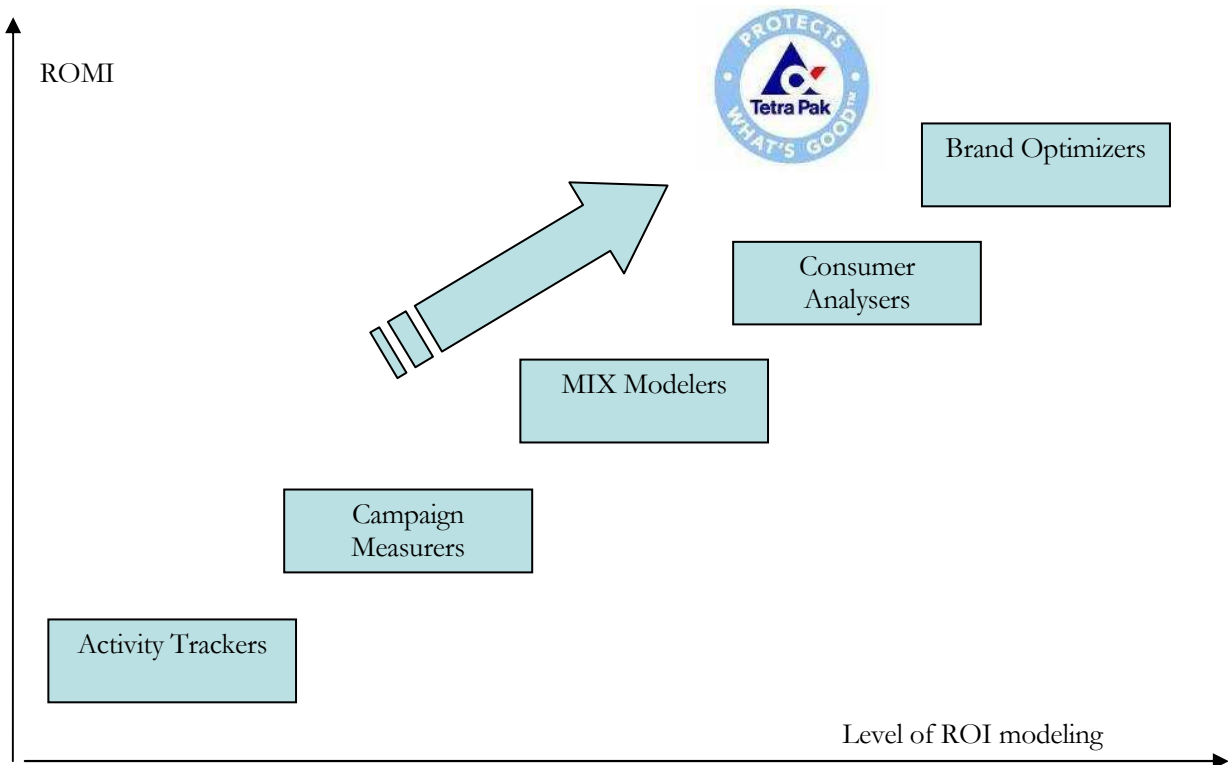 ROMI
PROTECTS
Tetra Pak
WHAT'S GOOD™
Brand Optimizers
Consumer
Analysers
MIX Modelers
Campaign
Measurers
Activity Trackers
Level of ROI modeling